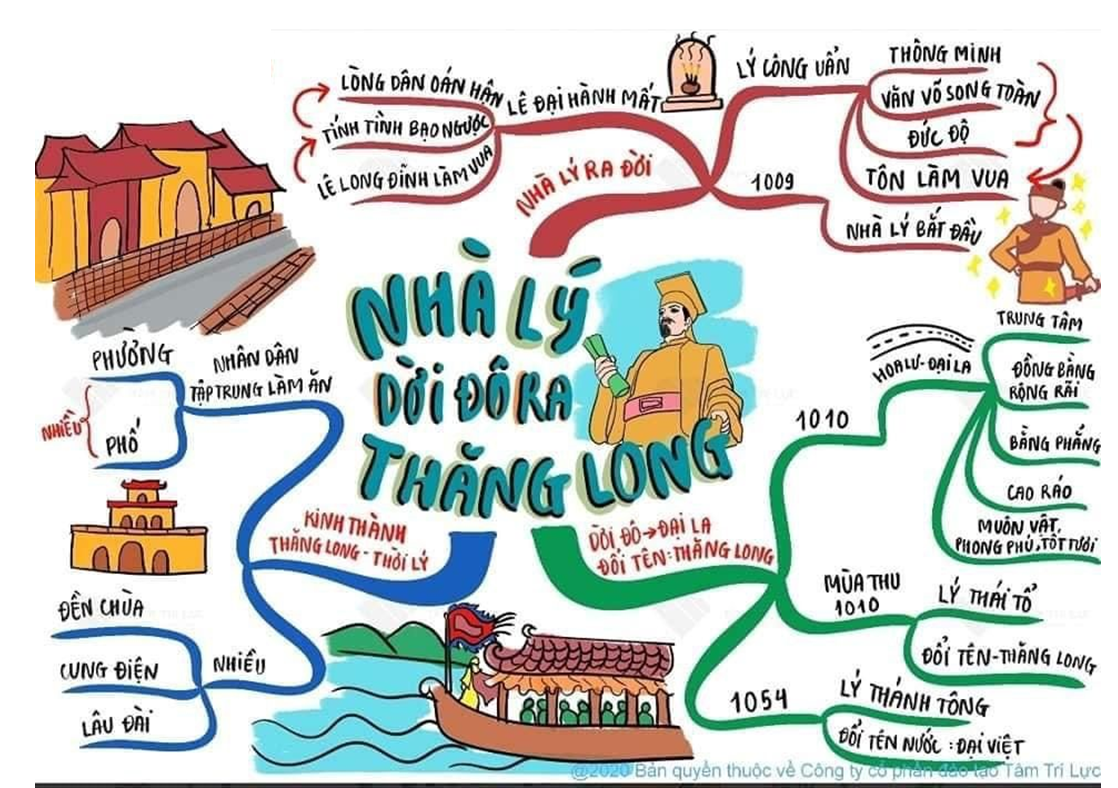 NHÀ LÝ
DỜI ĐÔ RA
THĂNG LONG
NHÀ LÝ RA ĐỜI
LÊ ĐẠI HÀNH MẤT
LÒNG DÂN OÁN HẬN
TÍNH TÌNH BẠO NGƯỢC
LÊ LONG ĐĨNH LÀM VUA
LÝ CÔNG UẨN
THÔNG MINH
VĂN VÕ SONG TOÀN
ĐỨC ĐỘ
TÔN LÀM VUA
1009
NHÀ LÝ BẮT ĐẦU
DỜI ĐÔ → ĐẠI LA
ĐỔI TÊN: THĂNG LONG
1010
HOA LƯ - ĐẠI LA
TRUNG TÂM
ĐỒNG BẰNG
RỘNG RÃI
BẰNG PHẲNG
CAO RÁO
MUÔN VẬT,
PHONG PHÚ, TỐT TƯƠI
MÙA THU
1010
LÝ THÁI TỔ
ĐỔI TÊN - THĂNG LONG
1054
LÝ THÁNH TÔNG
ĐỔI TÊN NƯỚC : ĐẠI VIỆT
KINH THÀNH
THĂNG LONG - THỜI LÝ
NHÂN DÂN
TẬP TRUNG LÀM ĂN
PHƯỜNG
NHIỀU
PHỐ
NHIỀU
ĐỀN CHÙA
CUNG ĐIỆN
LÂU ĐÀI
@2020 Bản quyền thuộc về Công ty cổ phần đào tạo Tâm Trí Lực